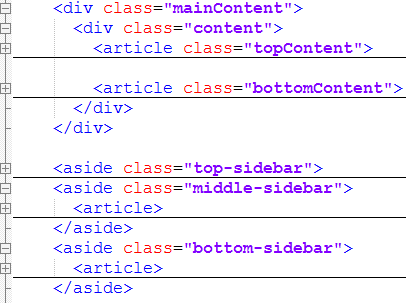 <div class="mainContent">
<div class="content">
<article class="topContent">
<article class="bottomContent">
</div>
</div>
<aside class="top-sidebar">
<aside class="middle-sidebar">
<article>
</aside>
<aside class="bottom-sidebar">
<article>
</aside>